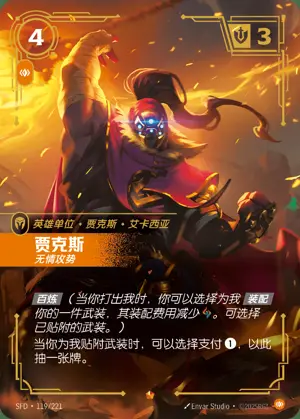 4
3
英雄单位·贾克斯·艾卡西亚
贾克斯
无情攻势
百炼（当你打出我时，你可以选择为我 装配
你的一件武装，其装配费用减少。可选择
已贴附的武装。）
当你为我贴附武装时，可以选择支付 1，以此
抽一张牌。
SFD · 119/221
Envar Studio